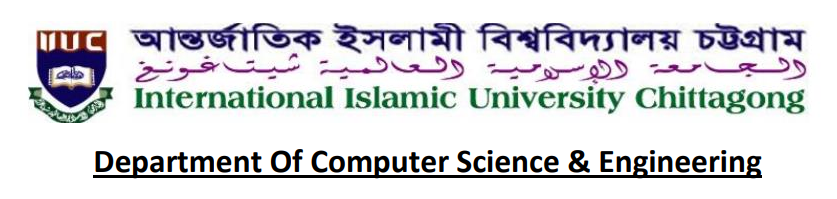 IIUC
আন্তর্জাতিক ইসলামী বিশ্ববিদ্যালয় চট্টগ্রাম
الجامعة الإسلامية العالمية شيتاغونغ
International Islamic University Chittagong
Department Of Computer Science & Engineering